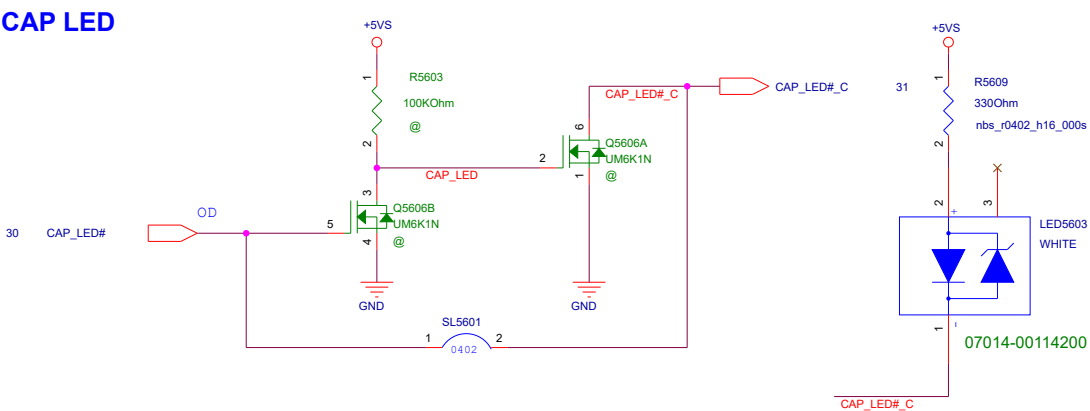 CAP LED
+5VS
1
R5603
100KOhm
@
2
CAP_LED
3
Q5606B
UM6K1N
@
5
4
GND
30
CAP_LED#
OD
CAP_LED#_C
6
Q5606A
UM6K1N
@
2
1
GND
CAP_LED#_C
31
SL5601
1
2
0402
+5VS
1
R5609
330Ohm
nbs_r0402_h16_000s
2
2
+
3
LED5603
WHITE
1
-
07014-00114200
CAP_LED#_C